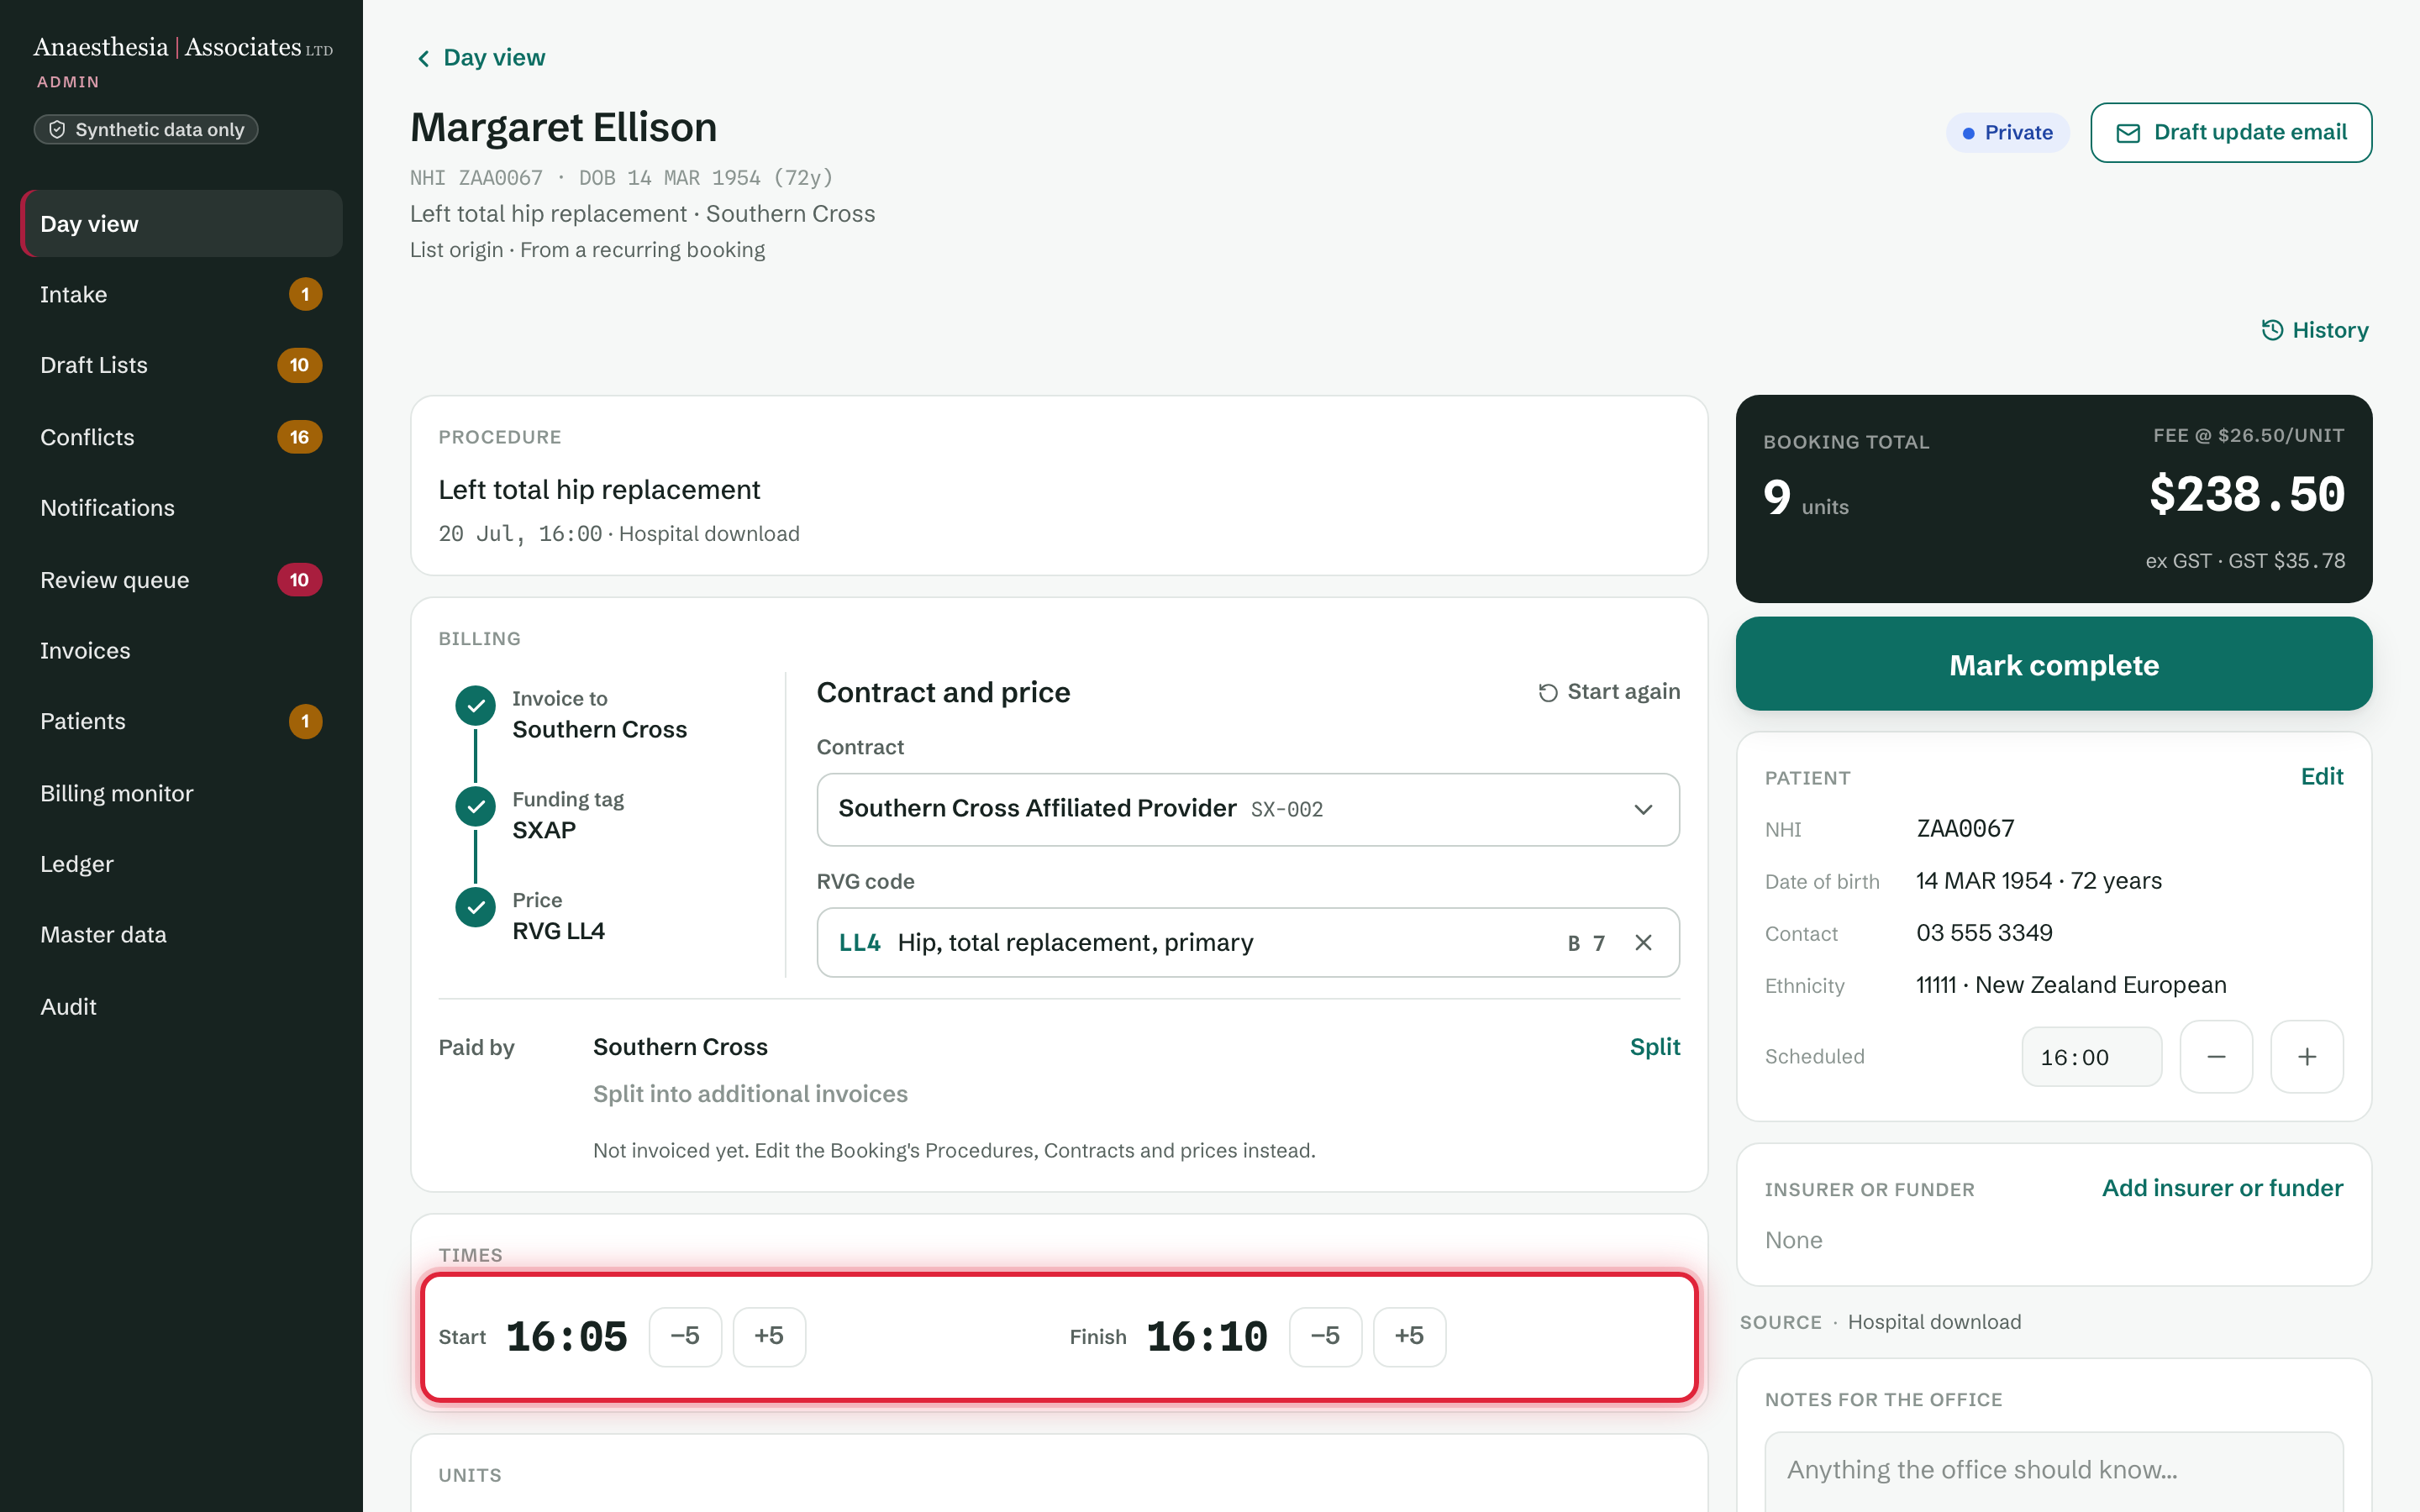 Anaesthesia | Associates LTD
ADMIN
Synthetic data only
Day view
Intake 1
Draft Lists 10
Conflicts 16
Notifications
Review queue 10
Invoices
Patients 1
Billing monitor
Ledger
Master data
Audit
Day view
Margaret Ellison
Private
Draft update email
NHI ZAA0067 · DOB 14 MAR 1954 (72y)
Left total hip replacement · Southern Cross
List origin · From a recurring booking
History
PROCEDURE
Left total hip replacement
20 Jul, 16:00 · Hospital download
BILLING
Invoice to
Southern Cross
Funding tag
SXAP
Price
RVG LL4
Contract and price
Start again
Contract
Southern Cross Affiliated Provider SX-002
RVG code
LL4 Hip, total replacement, primary B 7
Paid by Southern Cross Split
Split into additional invoices
Not invoiced yet. Edit the Booking's Procedures, Contracts and prices instead.
TIMES
Start 16:05 −5 +5 Finish 16:10 −5 +5
UNITS
BOOKING TOTAL FEE @ $26.50/UNIT
9 units $238.50
ex GST · GST $35.78
Mark complete
PATIENT Edit
NHI ZAA0067
Date of birth 14 MAR 1954 · 72 years
Contact 03 555 3349
Ethnicity 11111 · New Zealand European
Scheduled 16:00 − +
INSURER OR FUNDER Add insurer or funder
None
SOURCE · Hospital download
NOTES FOR THE OFFICE
Anything the office should know…